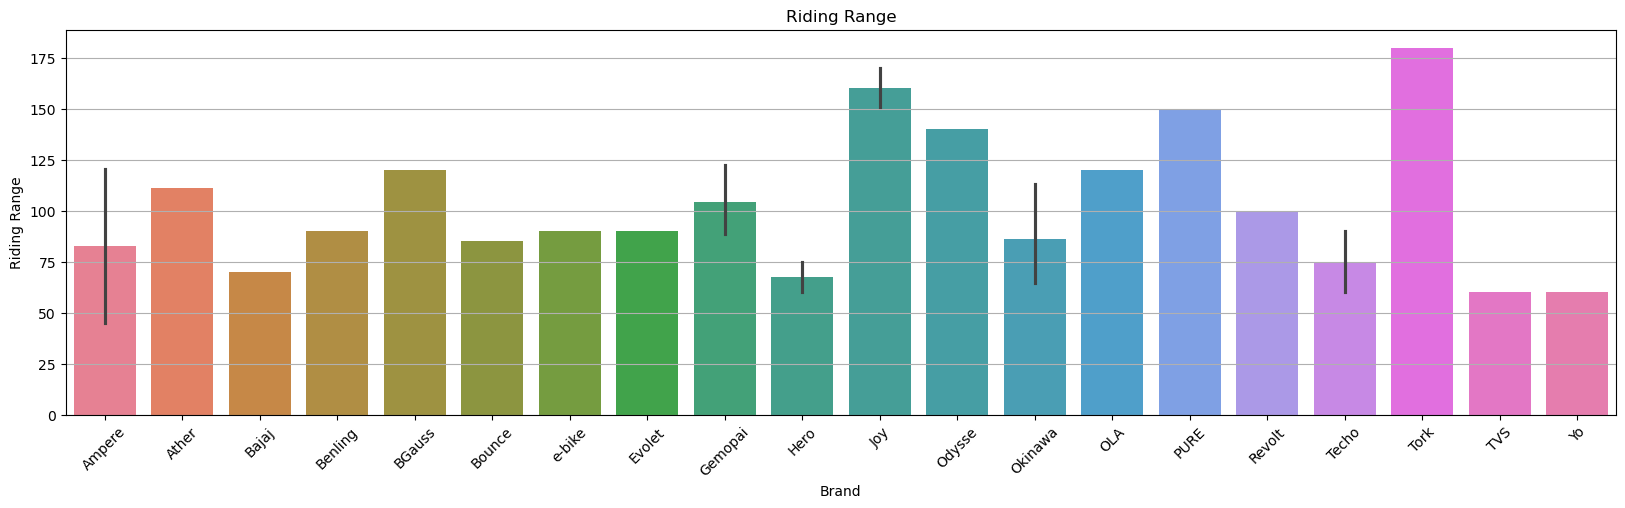 Riding Range
Riding Range
175
150
125
100
75
50
25
0
Ampere
Ather
Bajaj
Benling
BGauss
Bounce
e-bike
Evolet
Gemopai
Hero
Joy
Odysse
Okinawa
OLA
PURE
Revolt
Techo
Tork
TVS
Yo
Brand